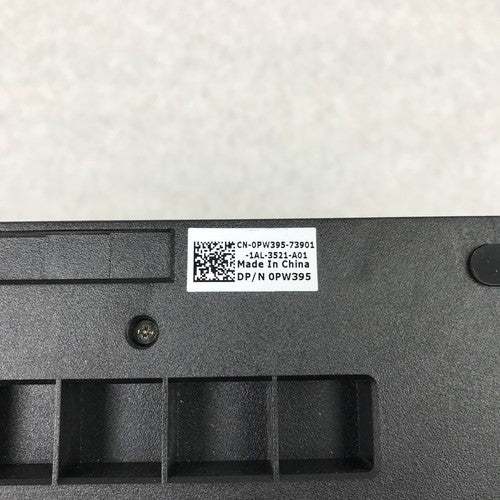 CN-0PW395-73901
-1AL-3521-A01
Made In China
DP/N 0PW395